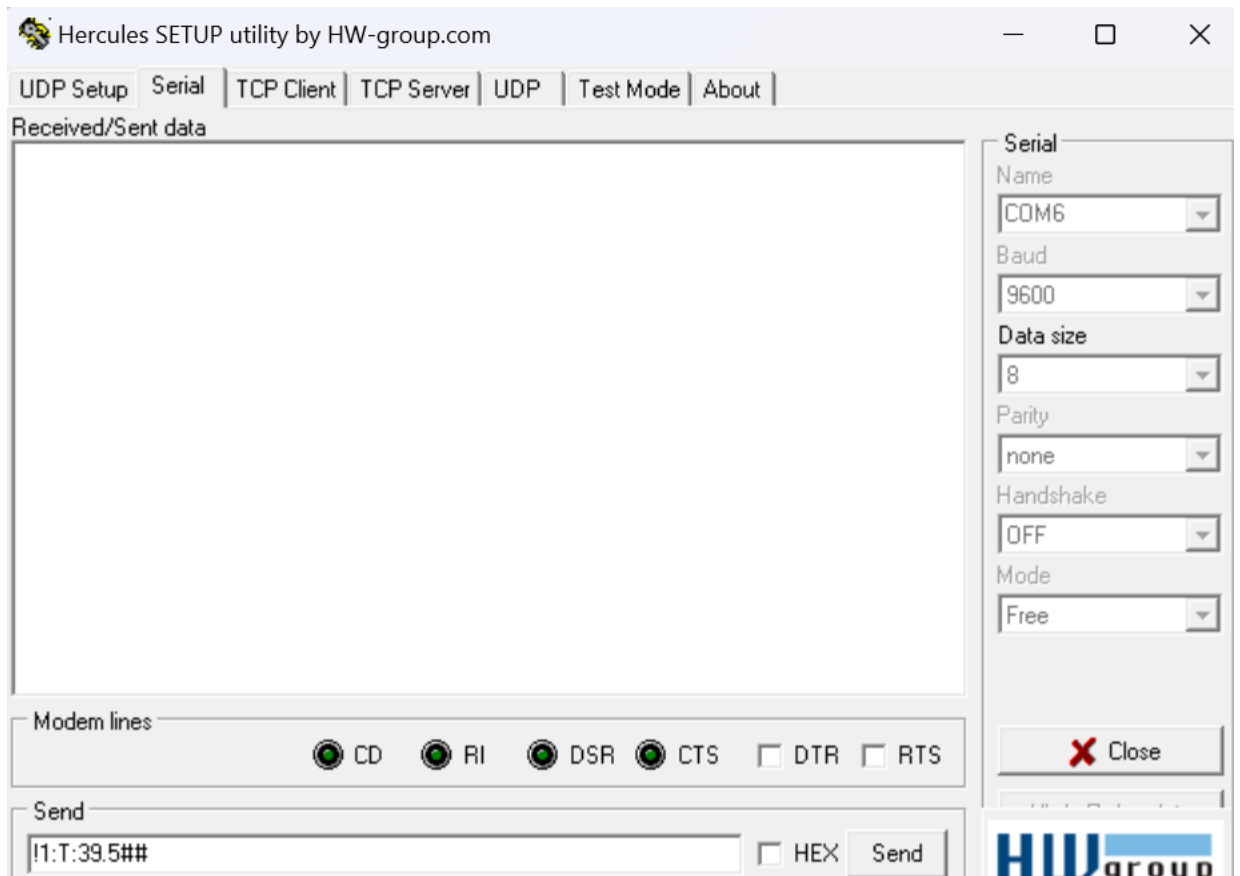 Hercules SETUP utility by HW-group.com
UDP Setup Serial TCP Client TCP Server UDP Test Mode About
Received/Sent data
Serial
Name
COM6
Baud
9600
Data size
8
Parity
none
Handshake
OFF
Mode
Free
Modem lines
CD RI DSR CTS DTR RTS
Close
Send
!1:T:39.5##
HEX Send
HW group